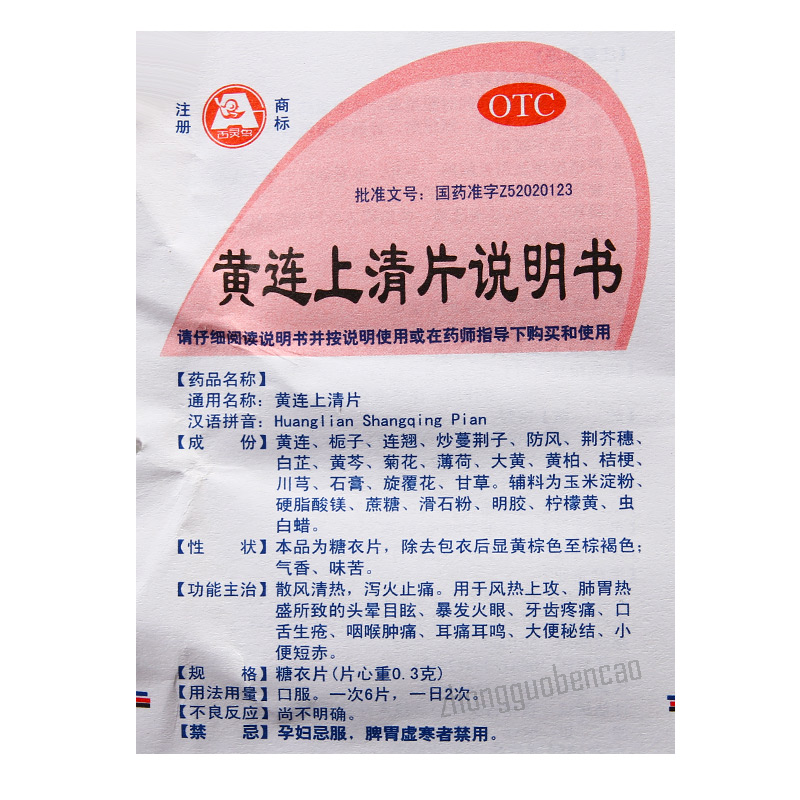 注册
商标
百灵鸟
OTC
批准文号：国药准字Z52020123
黄连上清片说明书
请仔细阅读说明书并按说明使用或在药师指导下购买和使用
【药品名称】
通用名称：黄连上清片
汉语拼音：Huanglian Shangqing Pian
【成　份】黄连、栀子、连翘、炒蔓荆子、防风、荆芥穗、
白芷、黄芩、菊花、薄荷、大黄、黄柏、桔梗、
川芎、石膏、旋覆花、甘草。辅料为玉米淀粉、
硬脂酸镁、蔗糖、滑石粉、明胶、柠檬黄、虫
白蜡。
【性　状】本品为糖衣片，除去包衣后显黄棕色至棕褐色；
气香、味苦。
【功能主治】散风清热，泻火止痛。用于风热上攻、肺胃热
盛所致的头晕目眩、暴发火眼、牙齿疼痛、口
舌生疮、咽喉肿痛、耳痛耳鸣、大便秘结、小
便短赤。
【规　格】糖衣片(片心重0.3克)
【用法用量】口服。一次6片，一日2次。
【不良反应】尚不明确。
【禁　忌】孕妇忌服，脾胃虚寒者禁用。
zhongguobencao